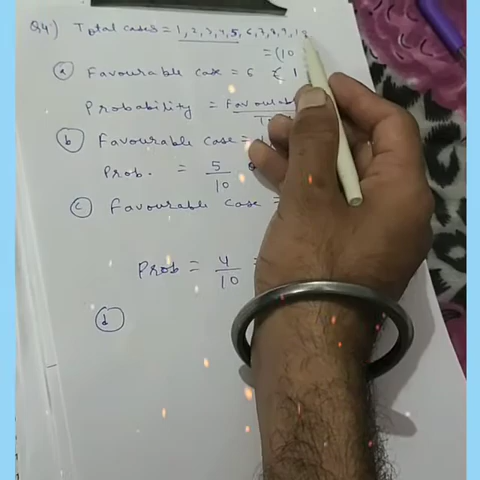 Q4:) Total cases = 1, 2, 3, 4, 5, 6, 7, 8, 9, 10
= (10
(a) Favourable case = 6 ( 1
Probability =
(b) Favourable case =
Prob. = 5/10
(c) Favourable case =
Prob = 4/10 =
(d)